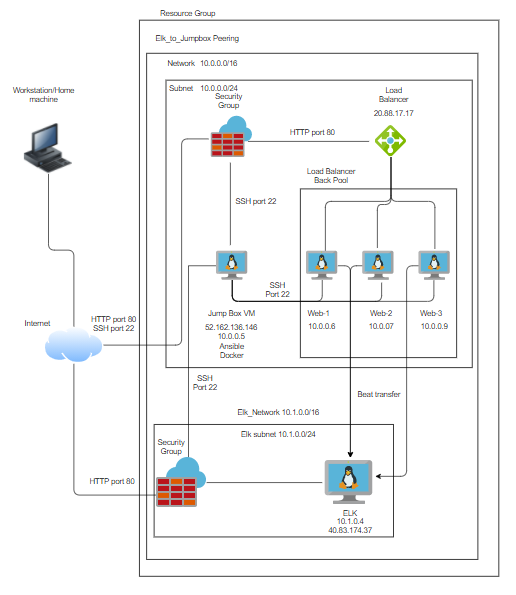 Resource Group
Elk_to_Jumpbox Peering
Network 10.0.0.0/16
Subnet 10.0.0.0/24
Security
Group
Workstation/Home
machine
Load
Balancer
20.88.17.17
HTTP port 80
Load Balancer
Back Pool
SSH port 22
SSH
Port 22
Internet
HTTP port 80
SSH port 22
Jump Box VM
52.162.136.146
10.0.0.5
Ansible
Docker
Web-1
10.0.0.6
Web-2
10.0.07
Web-3
10.0.0.9
SSH
Port 22
Beat transfer
Elk_Network 10.1.0.0/16
Elk subnet 10.1.0.0/24
Security
Group
HTTP port 80
ELK
10.1.0.4
40.83.174.37